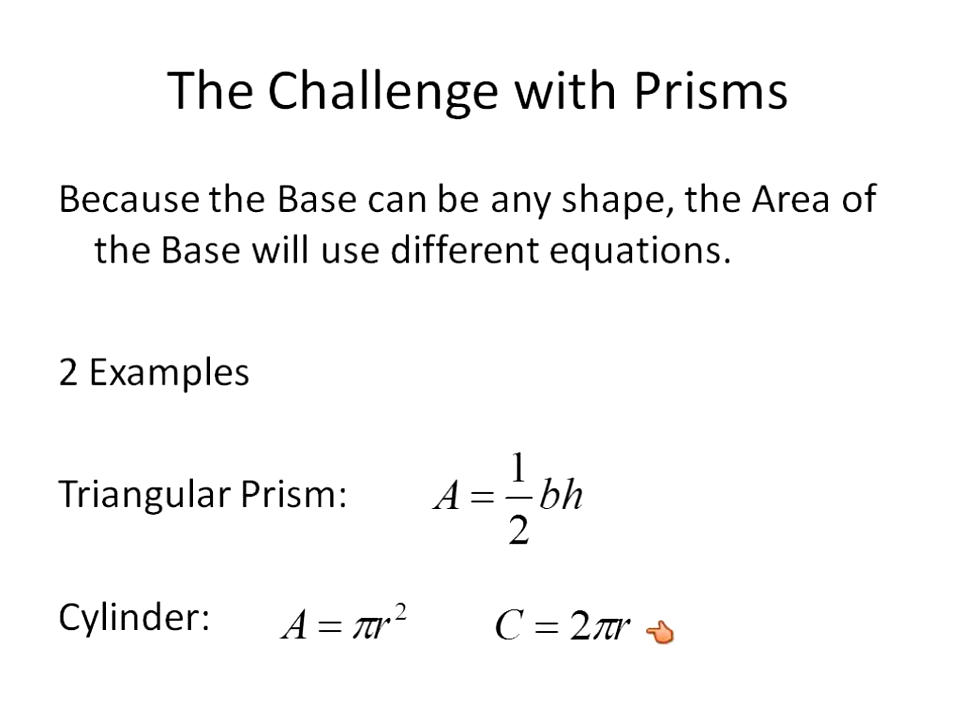 The Challenge with Prisms
Because the Base can be any shape, the Area of
the Base will use different equations.
2 Examples
Triangular Prism: A = 1/2 bh
Cylinder: A = πr² C = 2πr